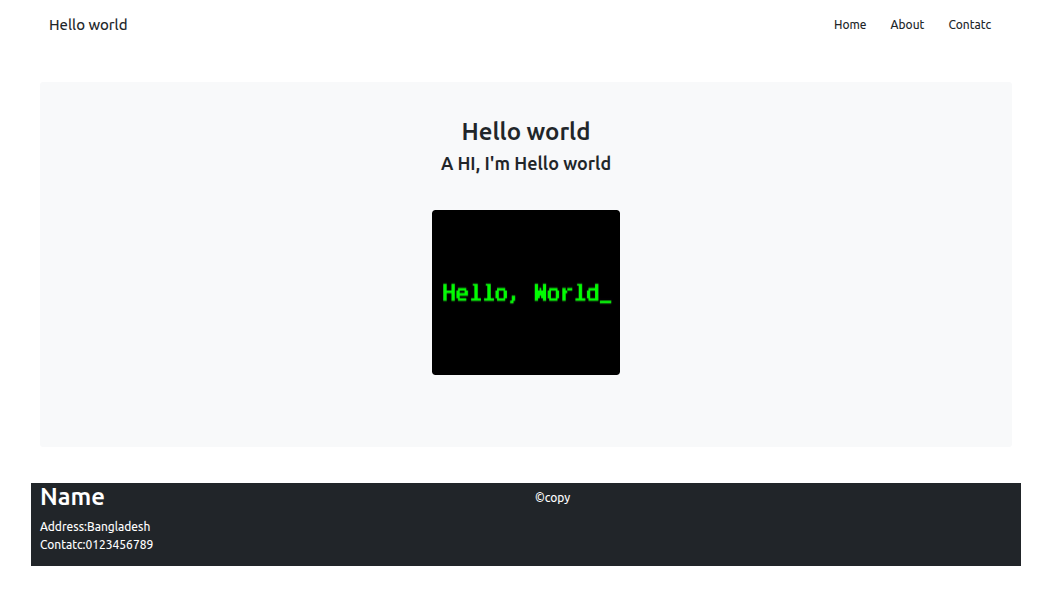 Hello world
Home About Contatc
Hello world
A HI, I'm Hello world
Hello, World_
Name
©copy
Address:Bangladesh
Contatc:0123456789